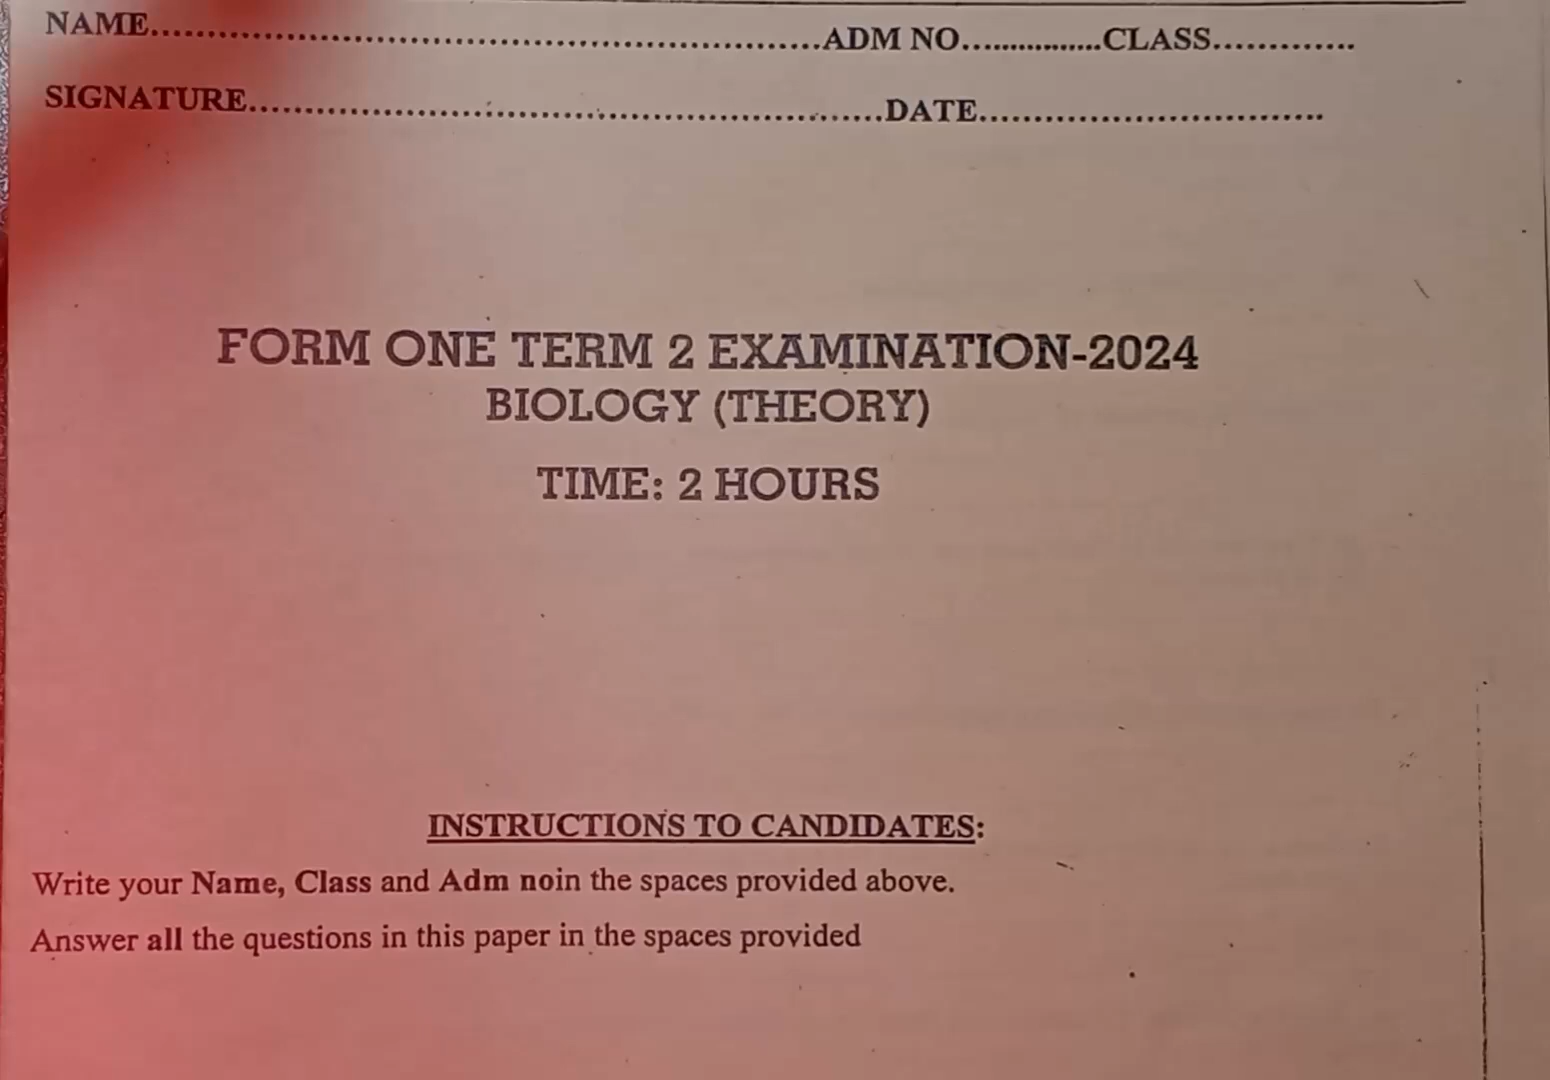 NAME......................................................................ADM NO................CLASS.............
SIGNATURE...................................................................DATE................................
FORM ONE TERM 2 EXAMINATION-2024
BIOLOGY (THEORY)
TIME: 2 HOURS
INSTRUCTIONS TO CANDIDATES:
Write your Name, Class and Adm noin the spaces provided above.
Answer all the questions in this paper in the spaces provided